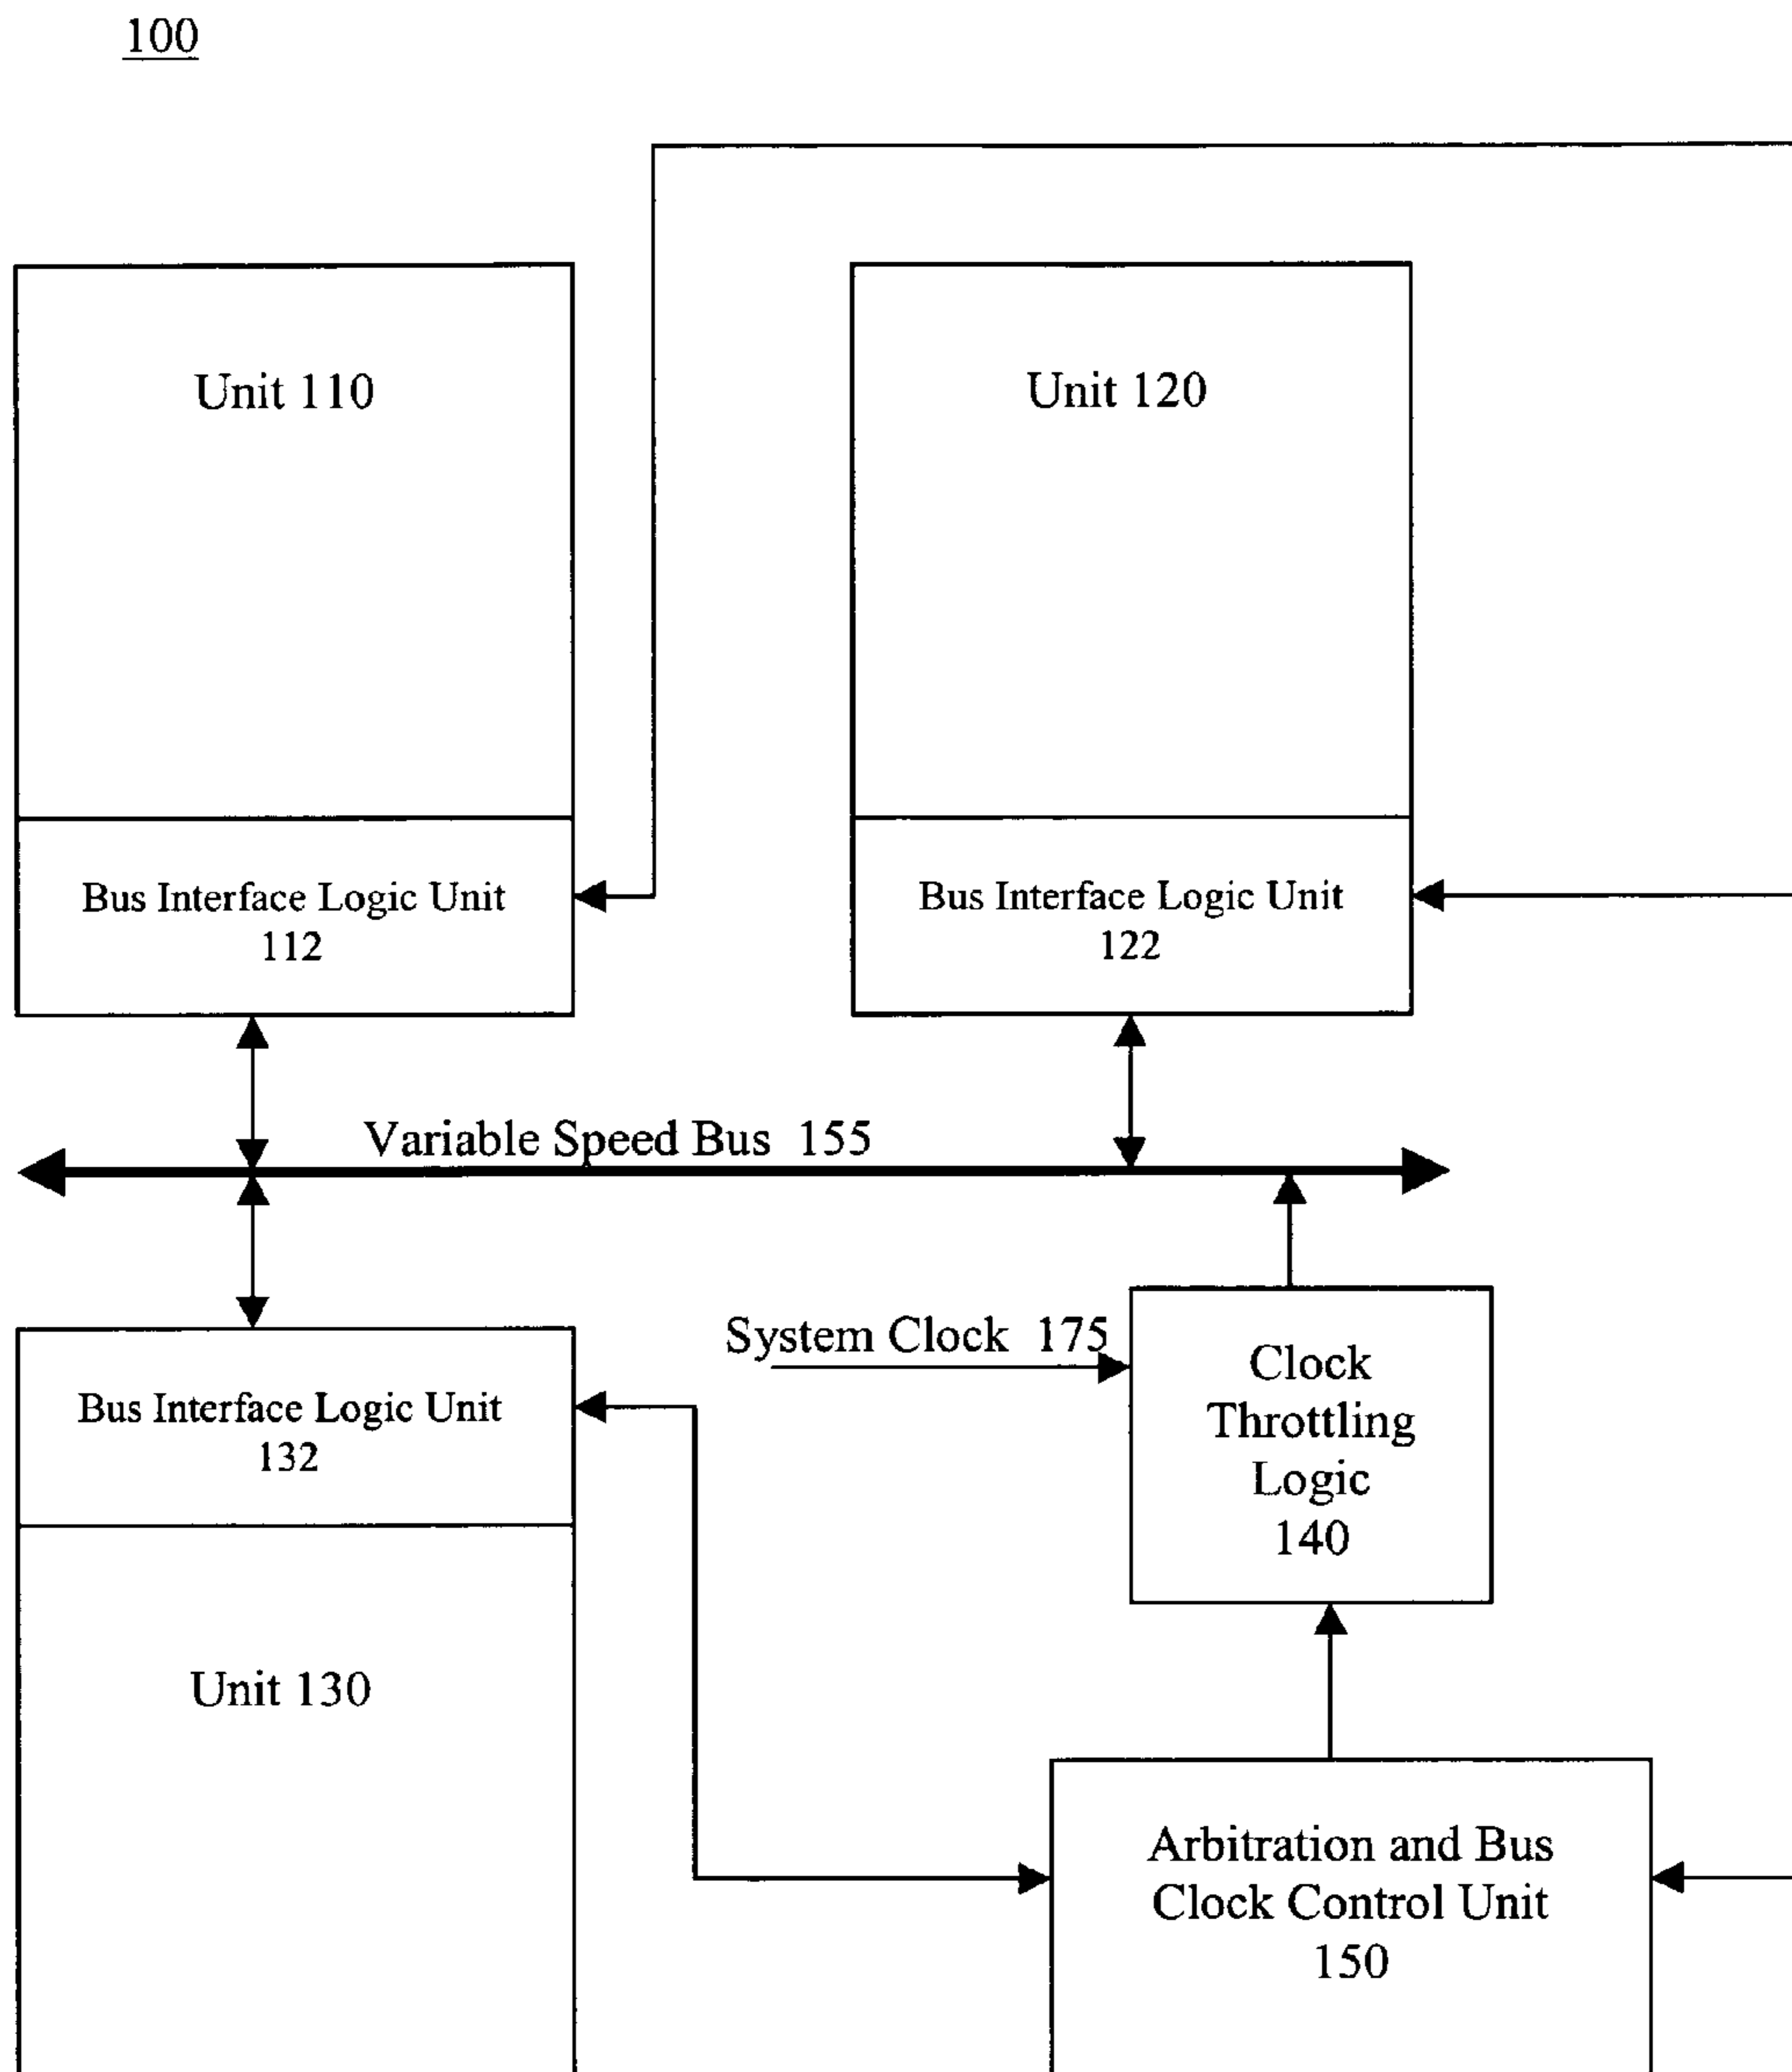 100
Unit 110
Unit 120
Bus Interface Logic Unit
112
Bus Interface Logic Unit
122
Variable Speed Bus 155
System Clock 175
Clock
Throttling
Logic
140
Bus Interface Logic Unit
132
Unit 130
Arbitration and Bus
Clock Control Unit
150